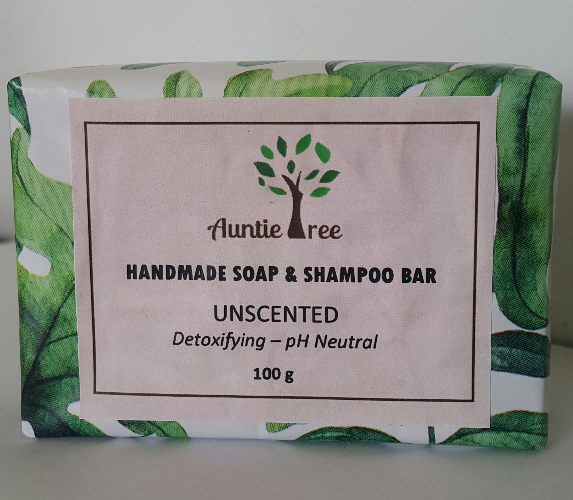 Auntie Tree
HANDMADE SOAP & SHAMPOO BAR
UNSCENTED
Detoxifying – pH Neutral
100 g